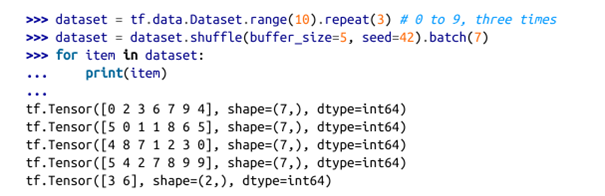 >>> dataset = tf.data.Dataset.range(10).repeat(3) # 0 to 9, three times
>>> dataset = dataset.shuffle(buffer_size=5, seed=42).batch(7)
>>> for item in dataset:
...     print(item)
...
tf.Tensor([0 2 3 6 7 9 4], shape=(7,), dtype=int64)
tf.Tensor([5 0 1 1 8 6 5], shape=(7,), dtype=int64)
tf.Tensor([4 8 7 1 2 3 0], shape=(7,), dtype=int64)
tf.Tensor([5 4 2 7 8 9 9], shape=(7,), dtype=int64)
tf.Tensor([3 6], shape=(2,), dtype=int64)